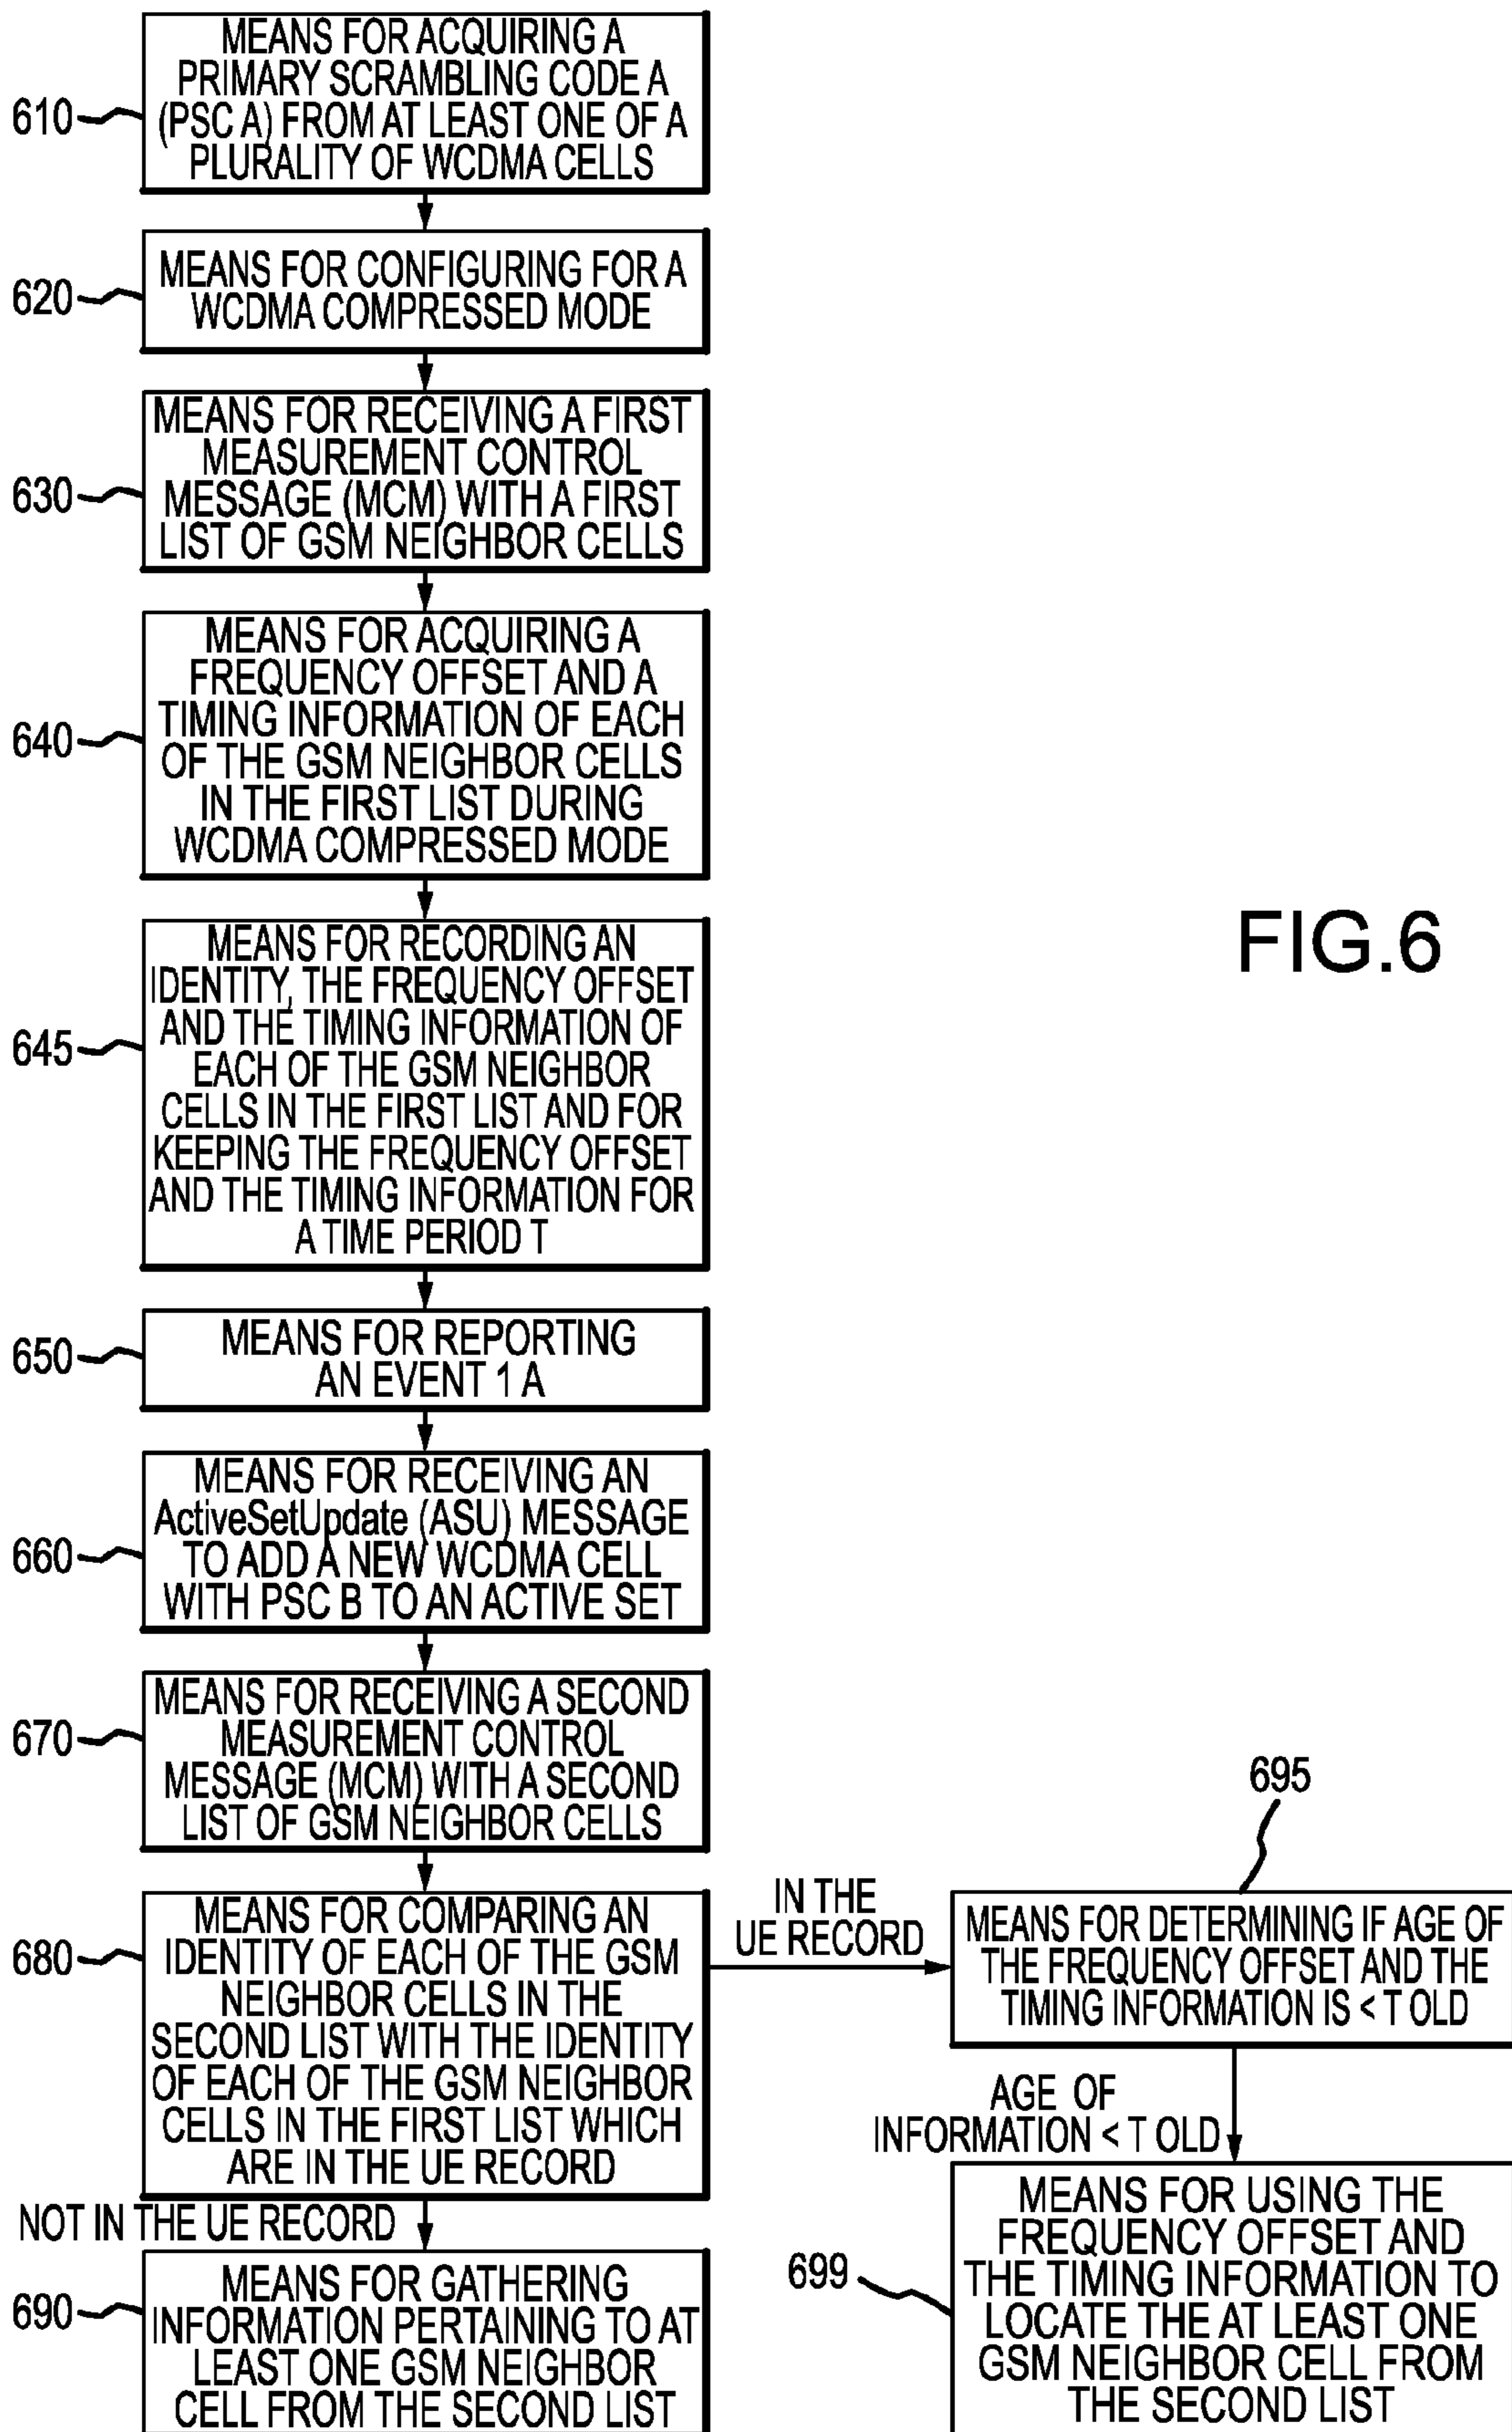 MEANS FOR ACQUIRING A
PRIMARY SCRAMBLING CODE A
(PSC A) FROM AT LEAST ONE OF A
PLURALITY OF WCDMA CELLS
610
MEANS FOR CONFIGURING FOR A
WCDMA COMPRESSED MODE
620
MEANS FOR RECEIVING A FIRST
MEASUREMENT CONTROL
MESSAGE (MCM) WITH A FIRST
LIST OF GSM NEIGHBOR CELLS
630
MEANS FOR ACQUIRING A
FREQUENCY OFFSET AND A
TIMING INFORMATION OF EACH
OF THE GSM NEIGHBOR CELLS
IN THE FIRST LIST DURING
WCDMA COMPRESSED MODE
640
MEANS FOR RECORDING AN
IDENTITY, THE FREQUENCY OFFSET
AND THE TIMING INFORMATION OF
EACH OF THE GSM NEIGHBOR
CELLS IN THE FIRST LIST AND FOR
KEEPING THE FREQUENCY OFFSET
AND THE TIMING INFORMATION FOR
A TIME PERIOD T
645
FIG.6
MEANS FOR REPORTING
AN EVENT 1 A
650
MEANS FOR RECEIVING AN
ActiveSetUpdate (ASU) MESSAGE
TO ADD A NEW WCDMA CELL
WITH PSC B TO AN ACTIVE SET
660
MEANS FOR RECEIVING A SECOND
MEASUREMENT CONTROL
MESSAGE (MCM) WITH A SECOND
LIST OF GSM NEIGHBOR CELLS
670
MEANS FOR COMPARING AN
IDENTITY OF EACH OF THE GSM
NEIGHBOR CELLS IN THE
SECOND LIST WITH THE IDENTITY
OF EACH OF THE GSM NEIGHBOR
CELLS IN THE FIRST LIST WHICH
ARE IN THE UE RECORD
680
IN THE
UE RECORD
695
MEANS FOR DETERMINING IF AGE OF
THE FREQUENCY OFFSET AND THE
TIMING INFORMATION IS < T OLD
AGE OF
INFORMATION < T OLD
NOT IN THE UE RECORD
MEANS FOR GATHERING
INFORMATION PERTAINING TO AT
LEAST ONE GSM NEIGHBOR
CELL FROM THE SECOND LIST
690
MEANS FOR USING THE
FREQUENCY OFFSET AND
THE TIMING INFORMATION TO
LOCATE THE AT LEAST ONE
GSM NEIGHBOR CELL FROM
THE SECOND LIST
699